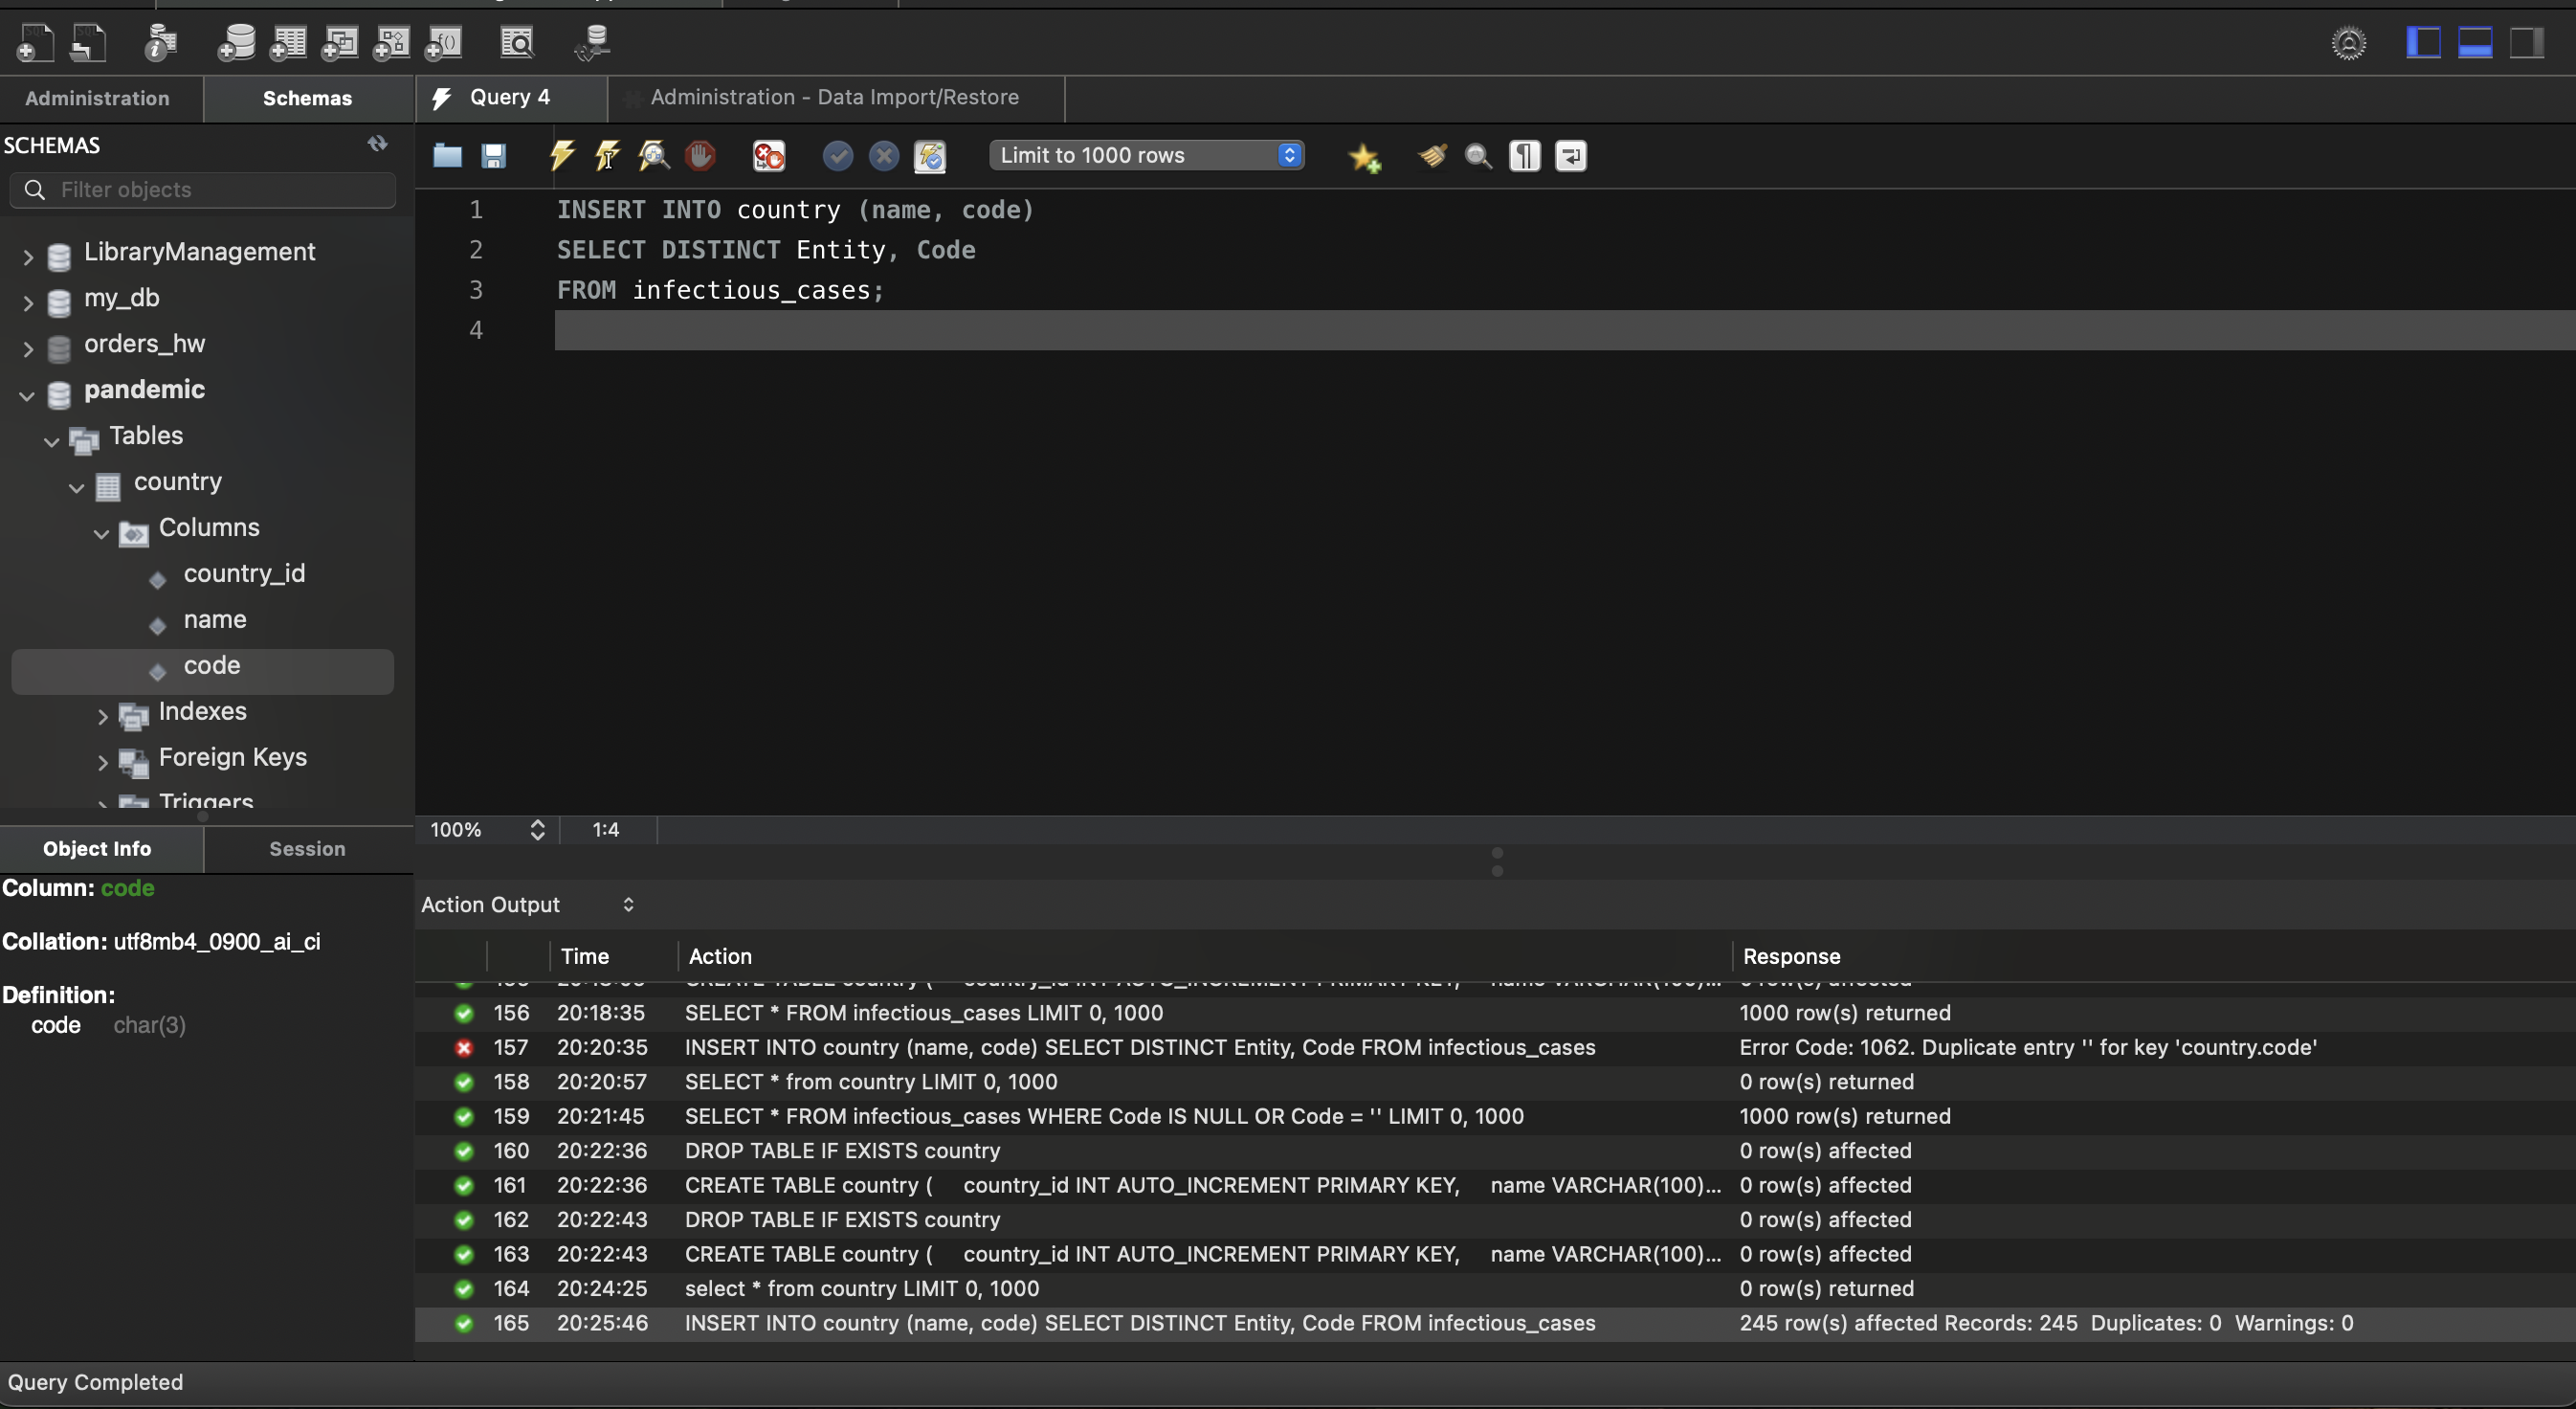 Administration
Schemas
Query 4
Administration - Data Import/Restore
SCHEMAS
Filter objects
Limit to 1000 rows
LibraryManagement
my_db
orders_hw
pandemic
Tables
country
Columns
country_id
name
code
Indexes
Foreign Keys
Triggers
1 INSERT INTO country (name, code)
2 SELECT DISTINCT Entity, Code
3 FROM infectious_cases;
4
100% 1:4
Object Info
Session
Column: code
Collation: utf8mb4_0900_ai_ci
Definition:
code char(3)
Action Output
Time Action Response
156 20:18:35 SELECT * FROM infectious_cases LIMIT 0, 1000 1000 row(s) returned
157 20:20:35 INSERT INTO country (name, code) SELECT DISTINCT Entity, Code FROM infectious_cases Error Code: 1062. Duplicate entry '' for key 'country.code'
158 20:20:57 SELECT * from country LIMIT 0, 1000 0 row(s) returned
159 20:21:45 SELECT * FROM infectious_cases WHERE Code IS NULL OR Code = '' LIMIT 0, 1000 1000 row(s) returned
160 20:22:36 DROP TABLE IF EXISTS country 0 row(s) affected
161 20:22:36 CREATE TABLE country ( country_id INT AUTO_INCREMENT PRIMARY KEY, name VARCHAR(100)... 0 row(s) affected
162 20:22:43 DROP TABLE IF EXISTS country 0 row(s) affected
163 20:22:43 CREATE TABLE country ( country_id INT AUTO_INCREMENT PRIMARY KEY, name VARCHAR(100)... 0 row(s) affected
164 20:24:25 select * from country LIMIT 0, 1000 0 row(s) returned
165 20:25:46 INSERT INTO country (name, code) SELECT DISTINCT Entity, Code FROM infectious_cases 245 row(s) affected Records: 245 Duplicates: 0 Warnings: 0
Query Completed